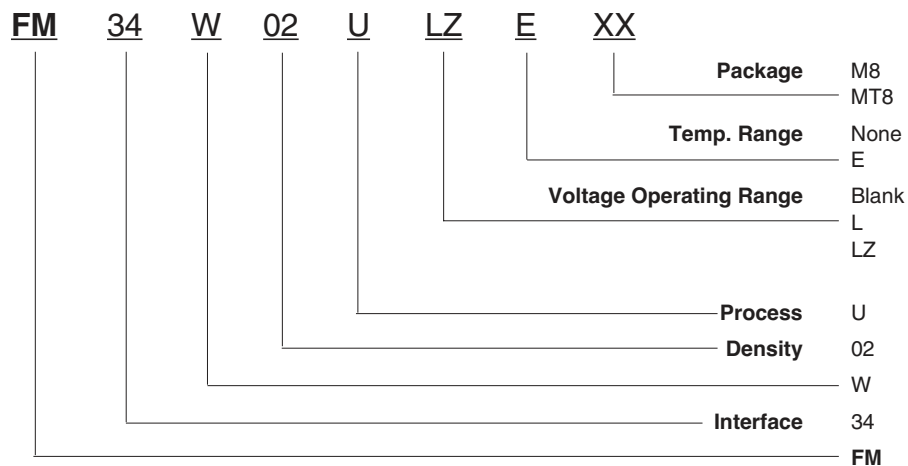 FM 34 W 02 U LZ E XX
Package M8
MT8
Temp. Range None
E
Voltage Operating Range Blank
L
LZ
Process U
Density 02
W
Interface 34
FM